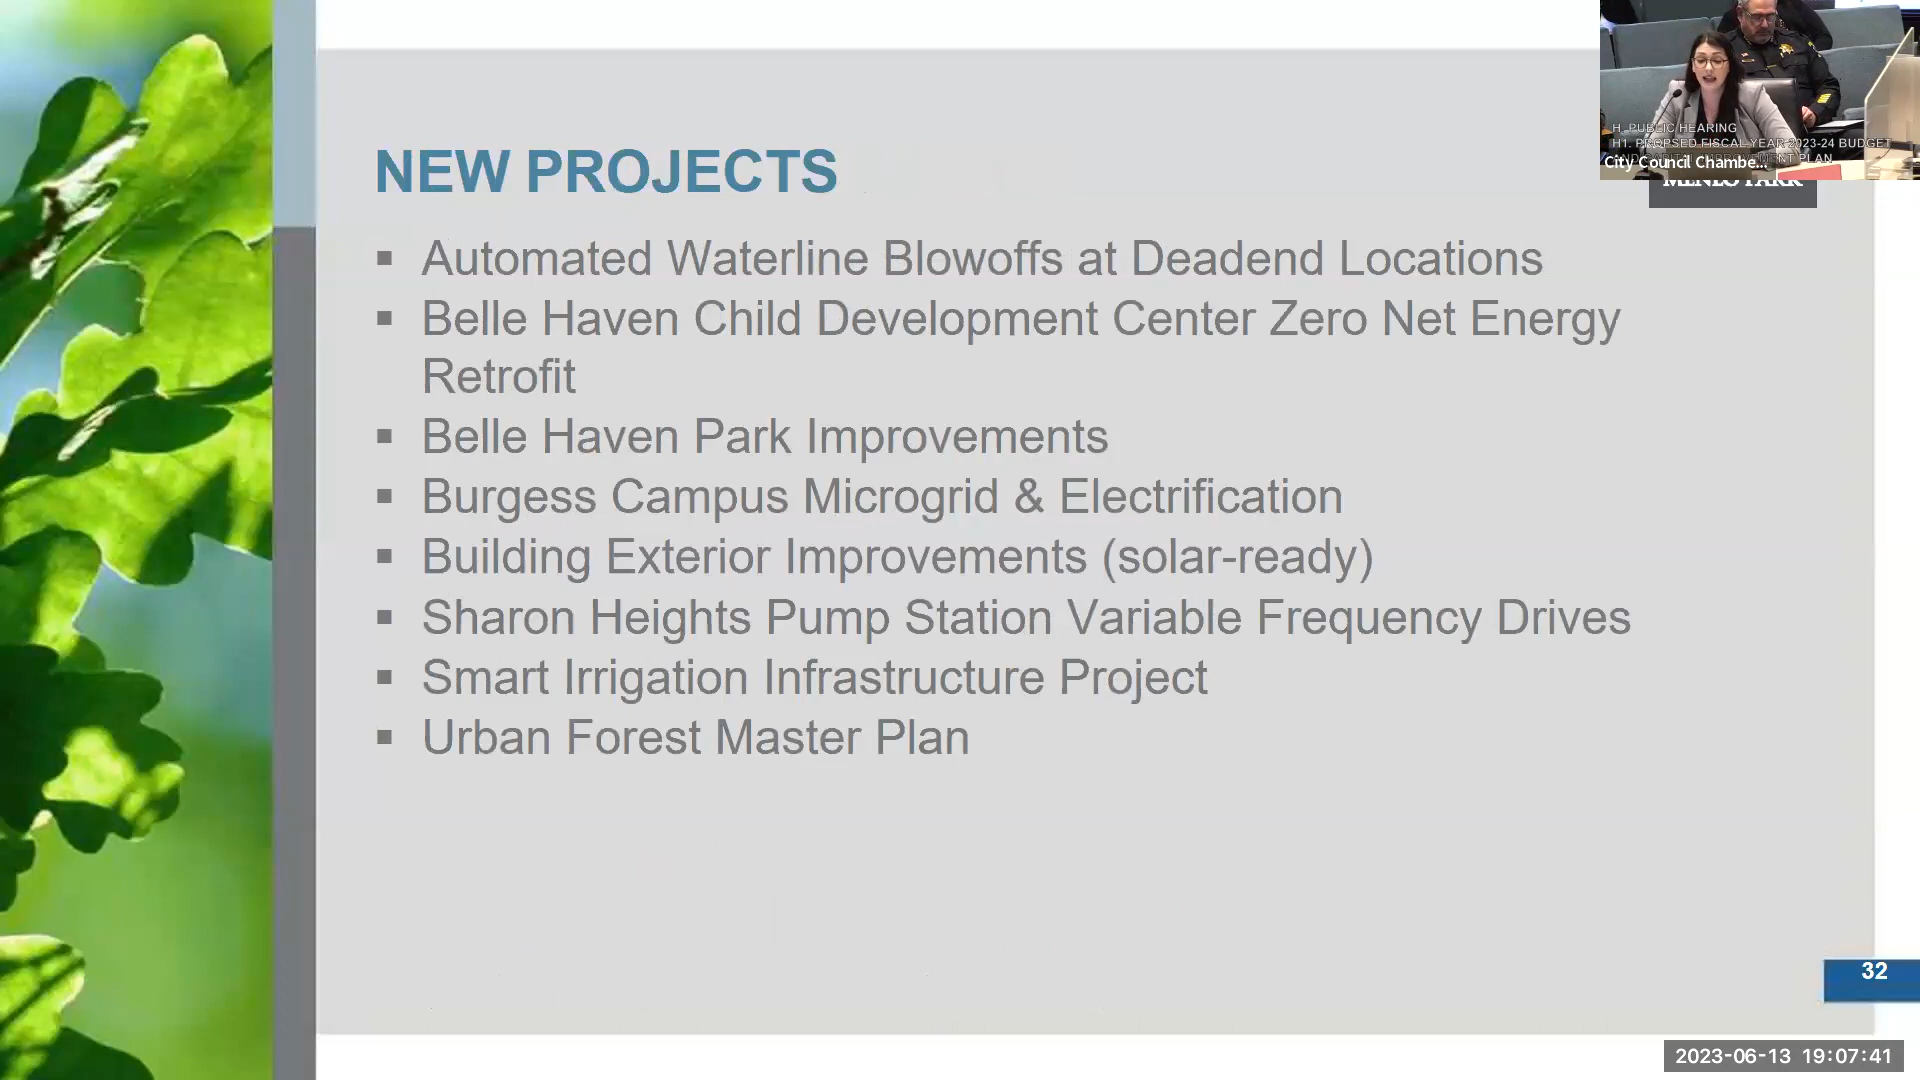 H. PUBLIC HEARING
H1. PROPSED FISCAL YEAR 2023-24 BUDGET
City Council Chambe...
PLAN
MENLO PARK
NEW PROJECTS
▪ Automated Waterline Blowoffs at Deadend Locations
▪ Belle Haven Child Development Center Zero Net Energy
Retrofit
▪ Belle Haven Park Improvements
▪ Burgess Campus Microgrid & Electrification
▪ Building Exterior Improvements (solar-ready)
▪ Sharon Heights Pump Station Variable Frequency Drives
▪ Smart Irrigation Infrastructure Project
▪ Urban Forest Master Plan
32
2023-06-13 19:07:41